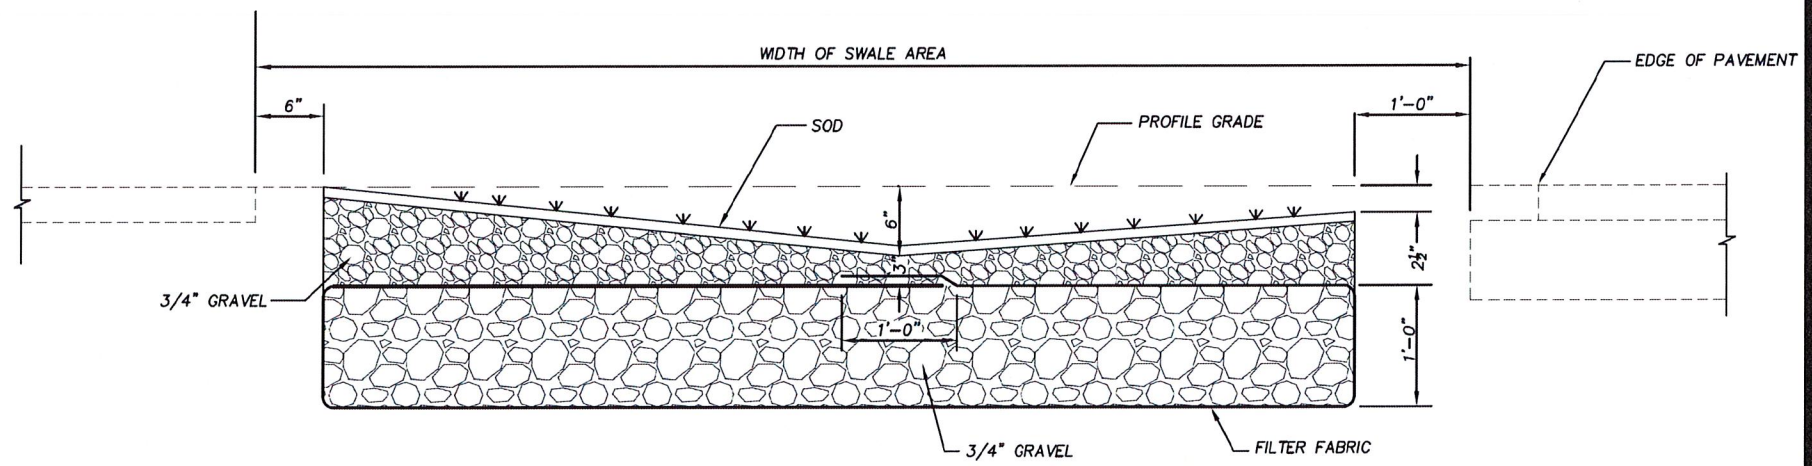 WIDTH OF SWALE AREA
EDGE OF PAVEMENT
6"
1'-0"
SOD
PROFILE GRADE
6"
2½"
3"
3/4" GRAVEL
1'-0"
1'-0"
3/4" GRAVEL
FILTER FABRIC